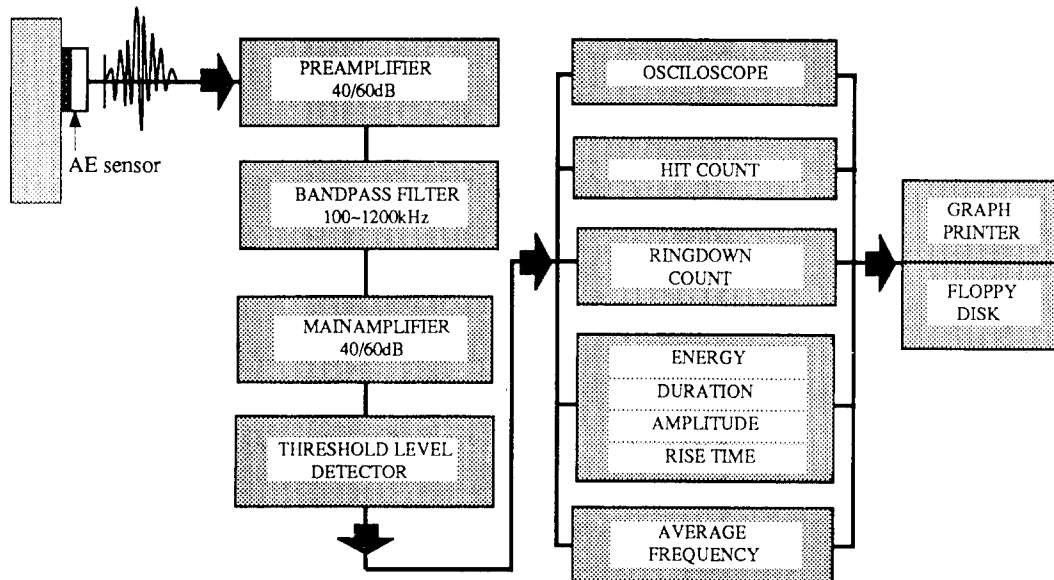 AE sensor
PREAMPLIFIER
40/60dB
BANDPASS FILTER
100~1200kHz
MAINAMPLIFIER
40/60dB
THRESHOLD LEVEL
DETECTOR
OSCILOSCOPE
HIT COUNT
RINGDOWN
COUNT
ENERGY
DURATION
AMPLITUDE
RISE TIME
AVERAGE
FREQUENCY
GRAPH
PRINTER
FLOPPY
DISK